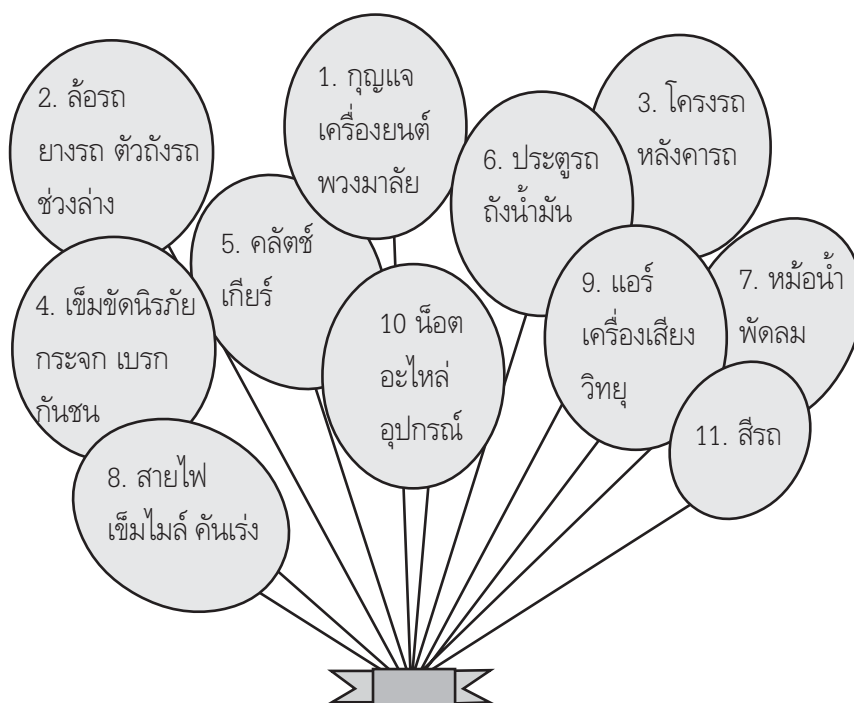 1. กุญแจ
เครื่องยนต์
พวงมาลัย
2. ล้อรถ
ยางรถ ตัวถังรถ
ช่วงล่าง
3. โครงรถ
หลังคารถ
4. เข็มขัดนิรภัย
กระจก เบรก
กันชน
5. คลัตช์
เกียร์
6. ประตูรถ
ถังน้ำมัน
7. หม้อน้ำ
พัดลม
8. สายไฟ
เข็มไมล์ คันเร่ง
9. แอร์
เครื่องเสียง
วิทยุ
10 น็อต
อะไหล่
อุปกรณ์
11. สีรถ